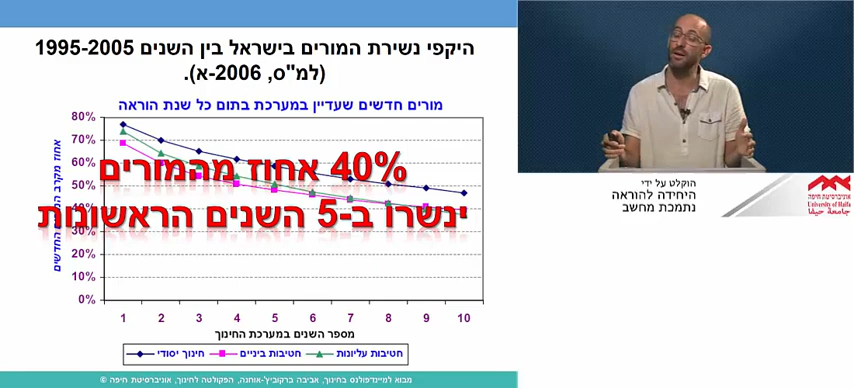 היקפי נשירת המורים בישראל בין השנים 1995-2005
(למ"ס, 2006-א).
מורים חדשים שעדיין במערכת בתום כל שנת הוראה
80%
70%
60%
50%
40%
30%
20%
10%
0%
40% אחוז מהמורים
ינשרו ב-5 השנים הראשונות
1 2 3 4 5 6 7 8 9 10
מספר השנים במערכת החינוך
חינוך יסודי חטיבות ביניים חטיבות עליונות
מבוא למיינדפולנס בחינוך, אביבה ברקוביץ'-אוחנה, הפקולטה לחינוך, אוניברסיטת חיפה ©
הוקלט על ידי
היחידה להוראה
נתמכת מחשב
אוניברסיטת חיפה
University of Haifa
جامعة حيفا